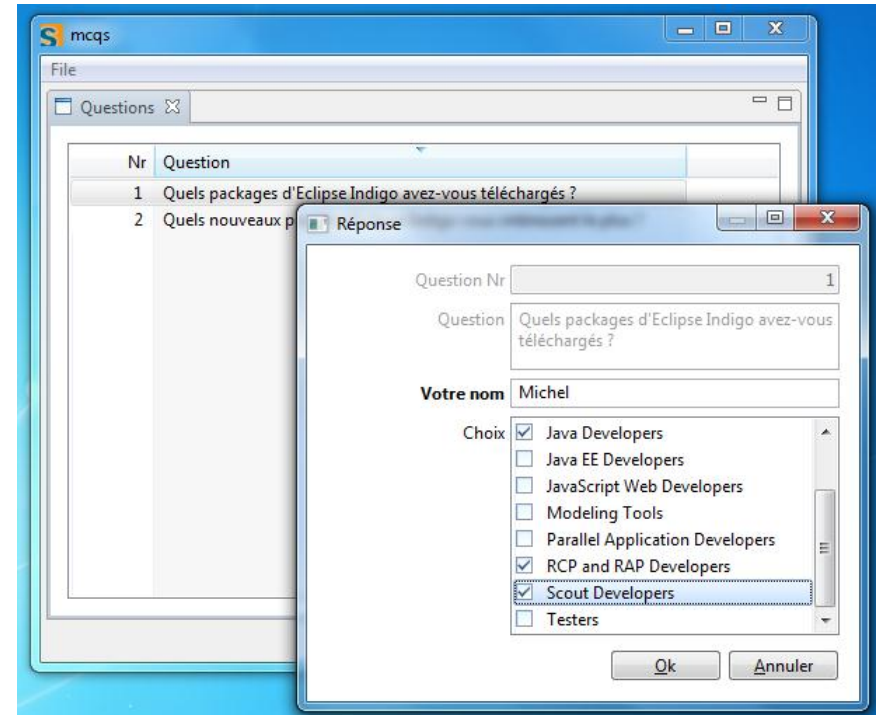 mcqs
File
Questions
Nr Question
1 Quels packages d'Eclipse Indigo avez-vous téléchargés ?
2 Quels nouveaux p
Réponse
Question Nr 1
Question Quels packages d'Eclipse Indigo avez-vous
téléchargés ?
Votre nom Michel
Choix Java Developers
Java EE Developers
JavaScript Web Developers
Modeling Tools
Parallel Application Developers
RCP and RAP Developers
Scout Developers
Testers
Ok Annuler